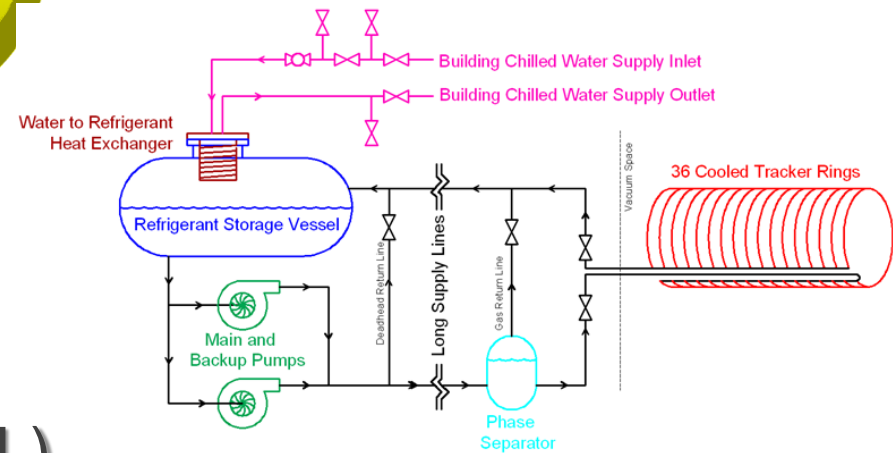 Building Chilled Water Supply Inlet
Building Chilled Water Supply Outlet
Water to Refrigerant
Heat Exchanger
Vacuum Space
36 Cooled Tracker Rings
Refrigerant Storage Vessel
Deadhead Return Line
Long Supply Lines
Gas Return Line
Main and
Backup Pumps
Phase
Separator